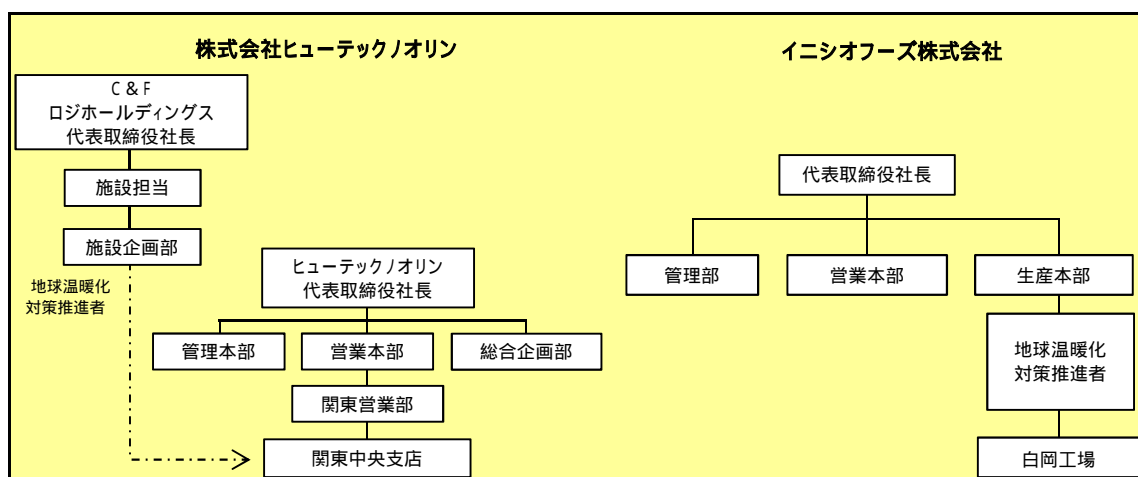 株式会社ヒューテックノオリン
C & F
ロジホールディングス
代表取締役社長
施設担当
施設企画部
地球温暖化
対策推進者
ヒューテックノオリン
代表取締役社長
管理本部
営業本部
総合企画部
関東営業部
関東中央支店
イニシオフーズ株式会社
代表取締役社長
管理部
営業本部
生産本部
地球温暖化
対策推進者
白岡工場